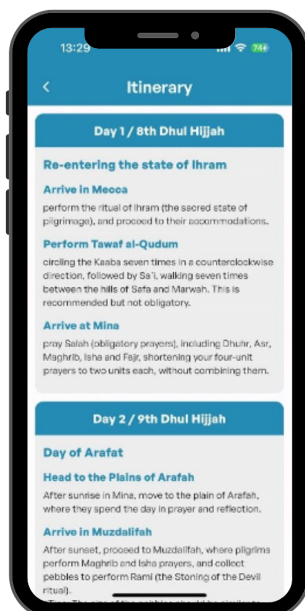 13:29
74
Itinerary
Day 1 / 8th Dhul Hijjah
Re-entering the state of Ihram
Arrive in Mecca
perform the ritual of Ihram (the sacred state of
pilgrimage), and proceed to their accommodations.
Perform Tawaf al-Qudum
circling the Kaaba seven times in a counterclockwise
direction, followed by Sa'i, walking seven times
between the hills of Safa and Marwah. This is
recommended but not obligatory.
Arrive at Mina
pray Salah (obligatory prayers), including Dhuhr, Asr,
Maghrib, Isha and Fajr, shortening your four-unit
prayers to two units each, without combining them.
Day 2 / 9th Dhul Hijjah
Day of Arafat
Head to the Plains of Arafah
After sunrise in Mina, move to the plain of Arafah,
where they spend the day in prayer and reflection.
Arrive in Muzdalifah
After sunset, proceed to Muzdalifah, where pilgrims
perform Maghrib and Isha prayers, and collect
pebbles to perform Rami (the Stoning of the Devil
ritual).